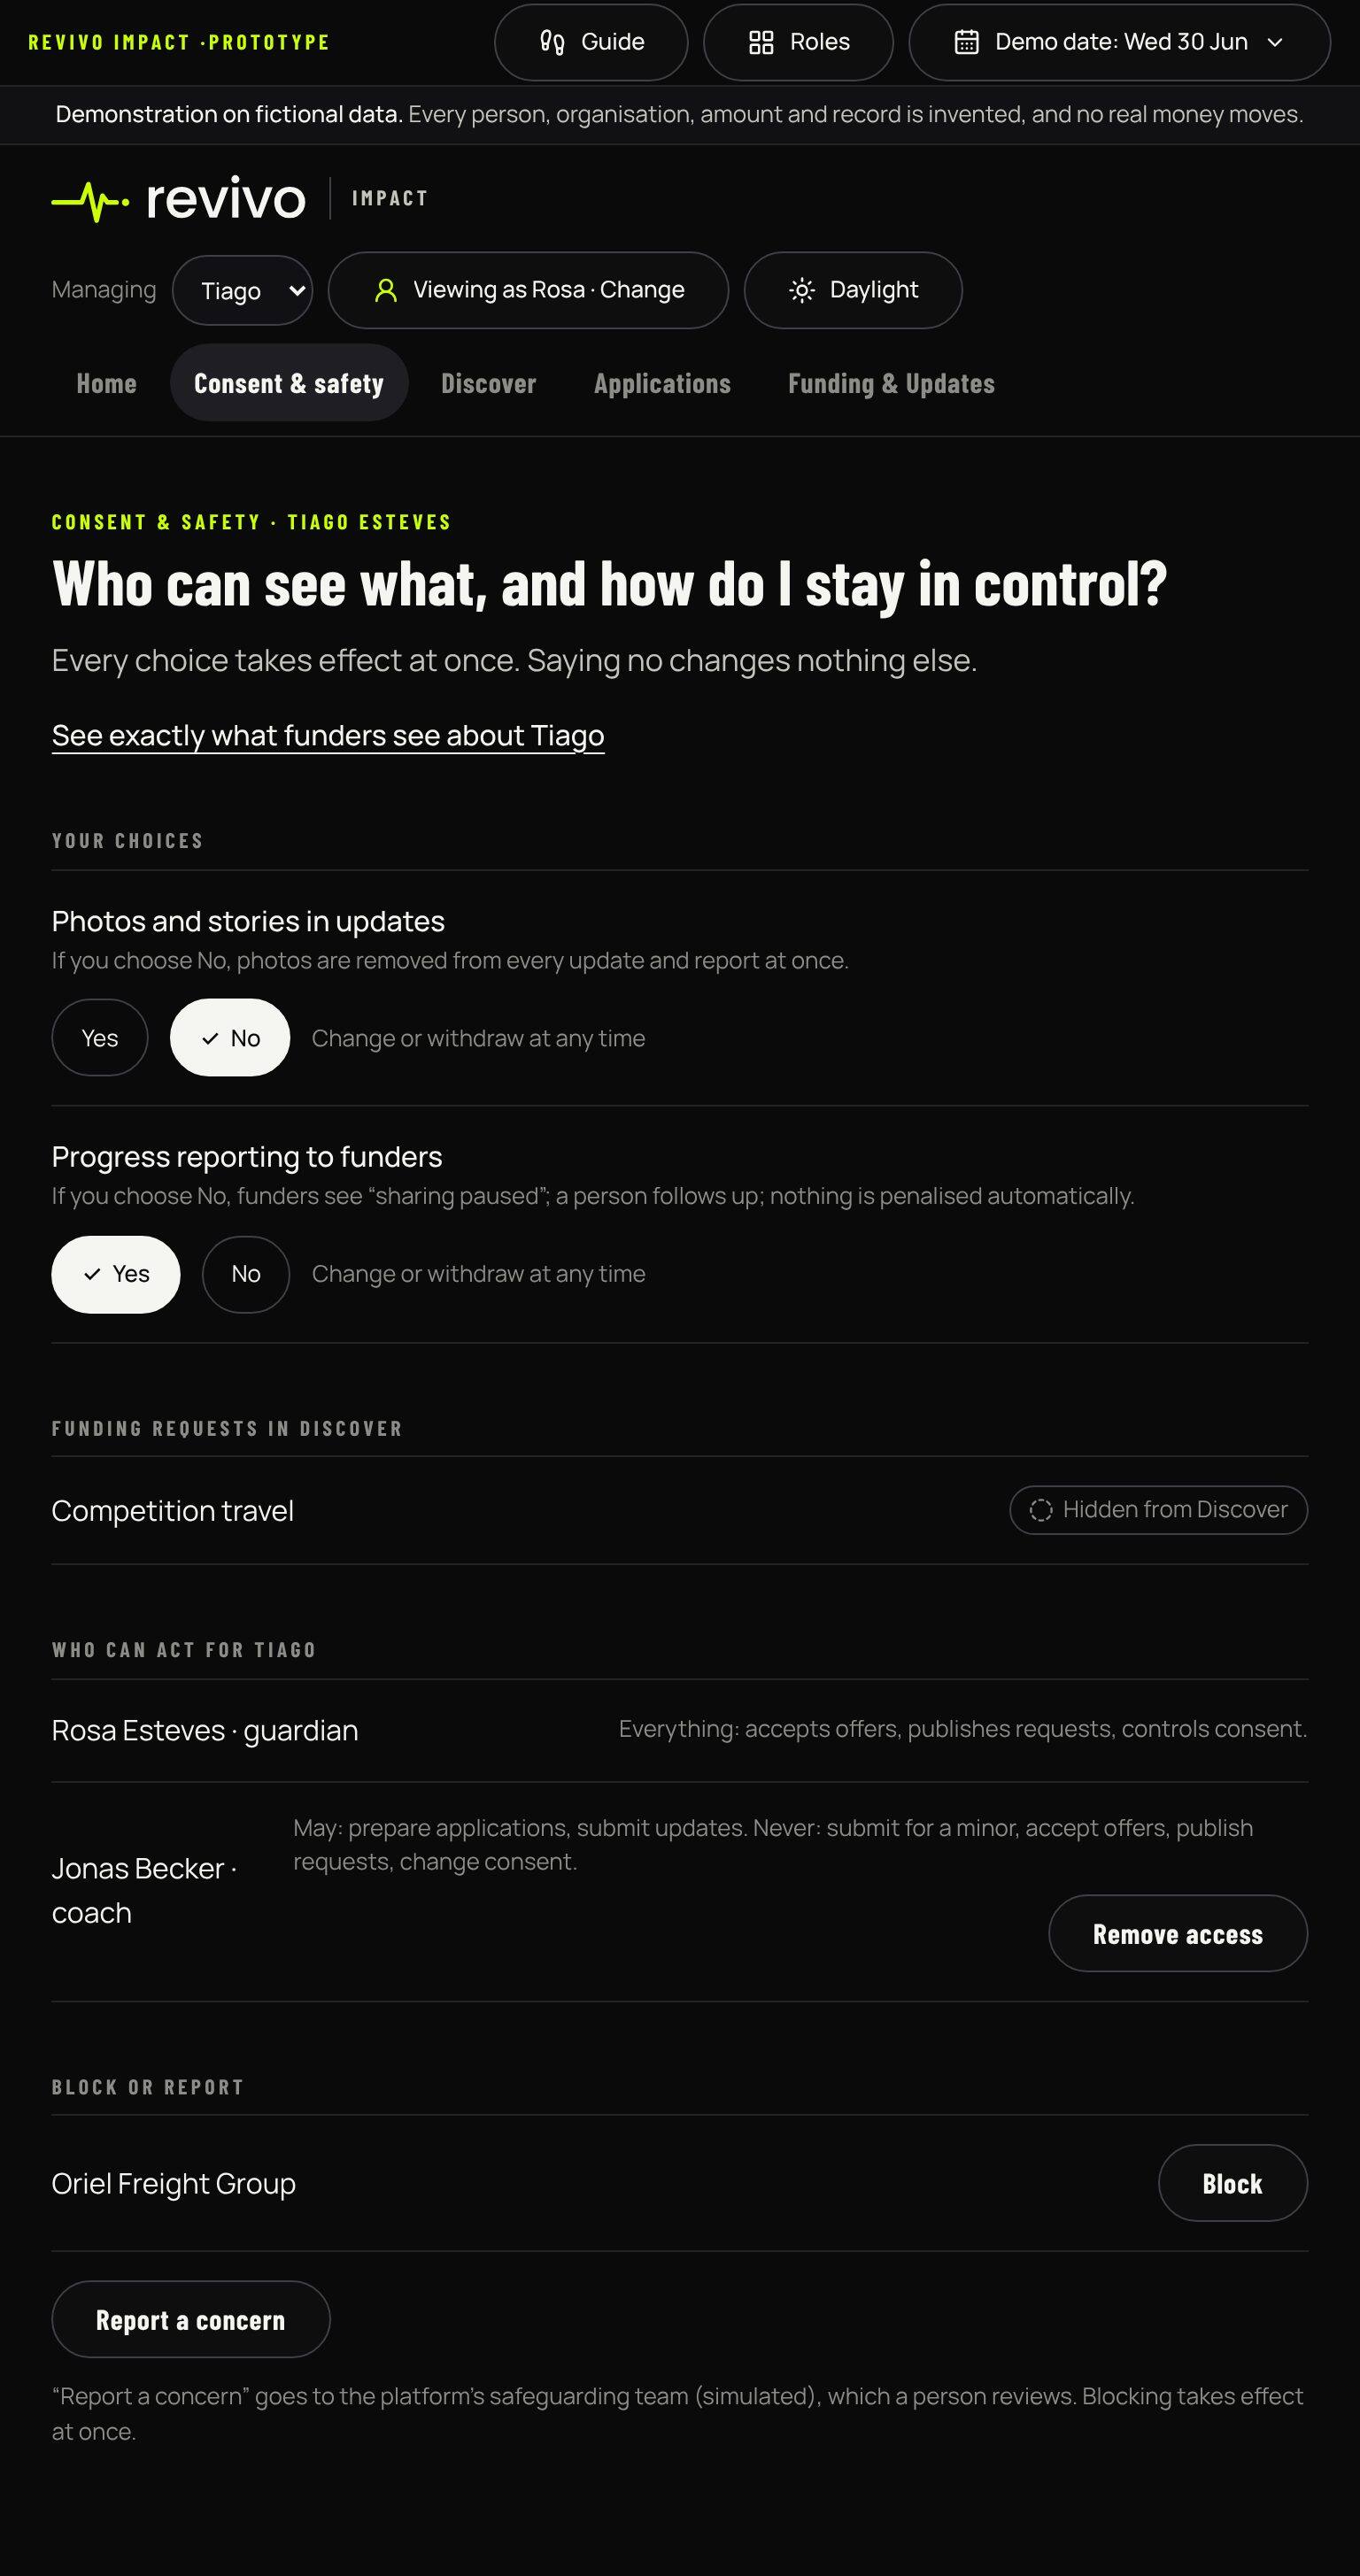 REVIVO IMPACT ·PROTOTYPE
Guide
Roles
Demo date: Wed 30 Jun
Demonstration on fictional data. Every person, organisation, amount and record is invented, and no real money moves.
revivo
IMPACT
Managing
Tiago
Viewing as Rosa · Change
Daylight
Home
Consent & safety
Discover
Applications
Funding & Updates
CONSENT & SAFETY · TIAGO ESTEVES
Who can see what, and how do I stay in control?
Every choice takes effect at once. Saying no changes nothing else.
See exactly what funders see about Tiago
YOUR CHOICES
Photos and stories in updates
If you choose No, photos are removed from every update and report at once.
Yes
No
Change or withdraw at any time
Progress reporting to funders
If you choose No, funders see “sharing paused”; a person follows up; nothing is penalised automatically.
Yes
No
Change or withdraw at any time
FUNDING REQUESTS IN DISCOVER
Competition travel
Hidden from Discover
WHO CAN ACT FOR TIAGO
Rosa Esteves · guardian
Everything: accepts offers, publishes requests, controls consent.
Jonas Becker ·
coach
May: prepare applications, submit updates. Never: submit for a minor, accept offers, publish
requests, change consent.
Remove access
BLOCK OR REPORT
Oriel Freight Group
Block
Report a concern
“Report a concern” goes to the platform’s safeguarding team (simulated), which a person reviews. Blocking takes effect
at once.